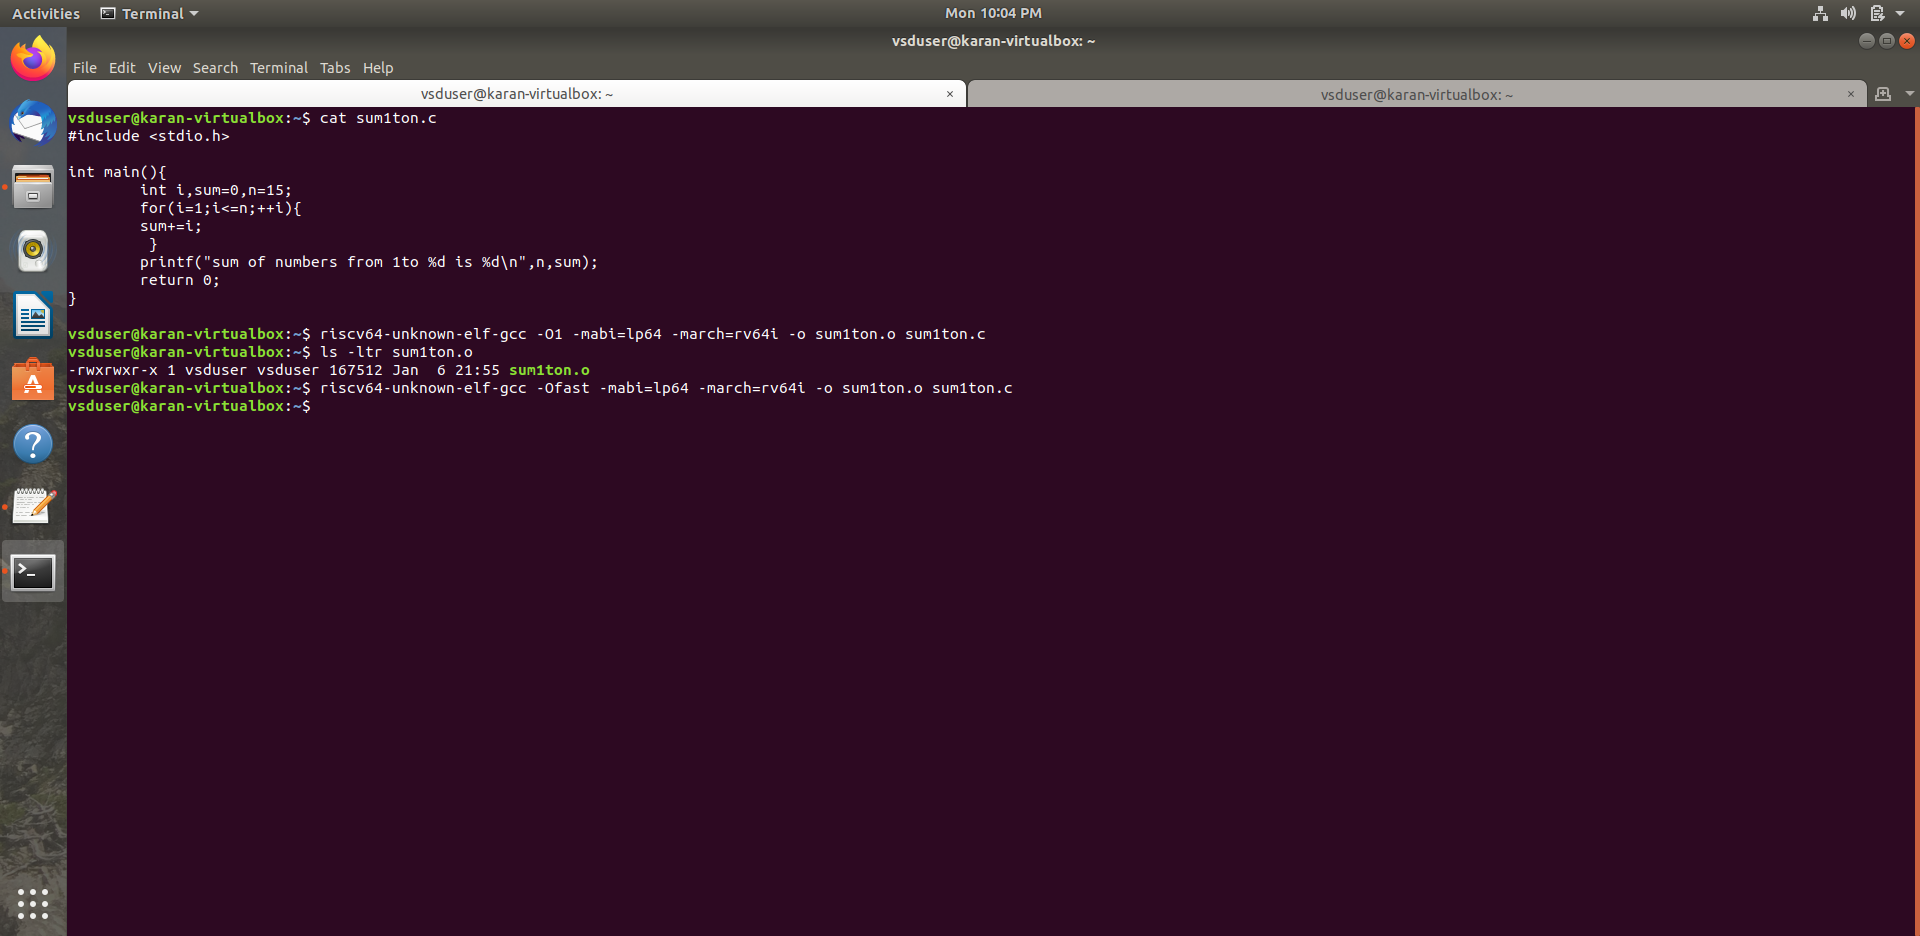 Activities Terminal Mon 10:04 PM
vsduser@karan-virtualbox: ~
File Edit View Search Terminal Tabs Help
vsduser@karan-virtualbox: ~ × vsduser@karan-virtualbox: ~ ×
vsduser@karan-virtualbox:~$ cat sum1ton.c
#include <stdio.h>
int main(){
        int i,sum=0,n=15;
        for(i=1;i<=n;++i){
        sum+=i;
         }
        printf("sum of numbers from 1to %d is %d\n",n,sum);
        return 0;
}
vsduser@karan-virtualbox:~$ riscv64-unknown-elf-gcc -O1 -mabi=lp64 -march=rv64i -o sum1ton.o sum1ton.c
vsduser@karan-virtualbox:~$ ls -ltr sum1ton.o
-rwxrwxr-x 1 vsduser vsduser 167512 Jan  6 21:55 sum1ton.o
vsduser@karan-virtualbox:~$ riscv64-unknown-elf-gcc -Ofast -mabi=lp64 -march=rv64i -o sum1ton.o sum1ton.c
vsduser@karan-virtualbox:~$